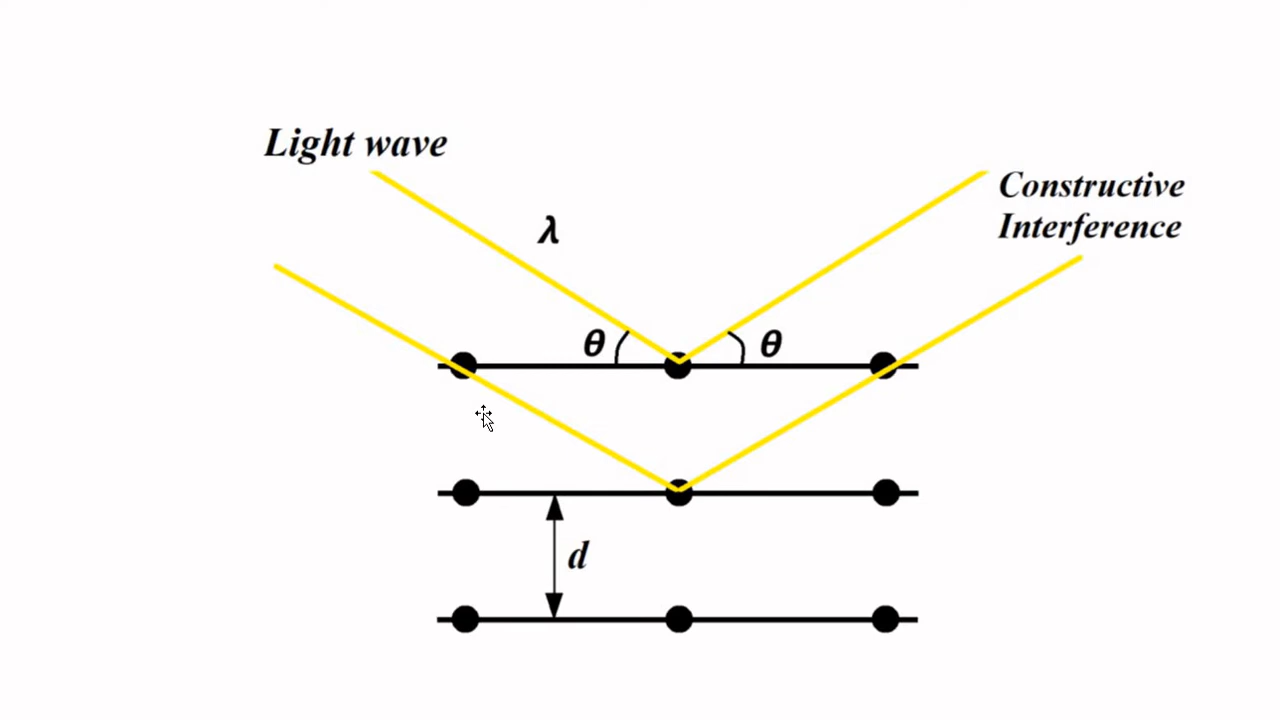 Light wave
Constructive
Interference
λ
θ
θ
d